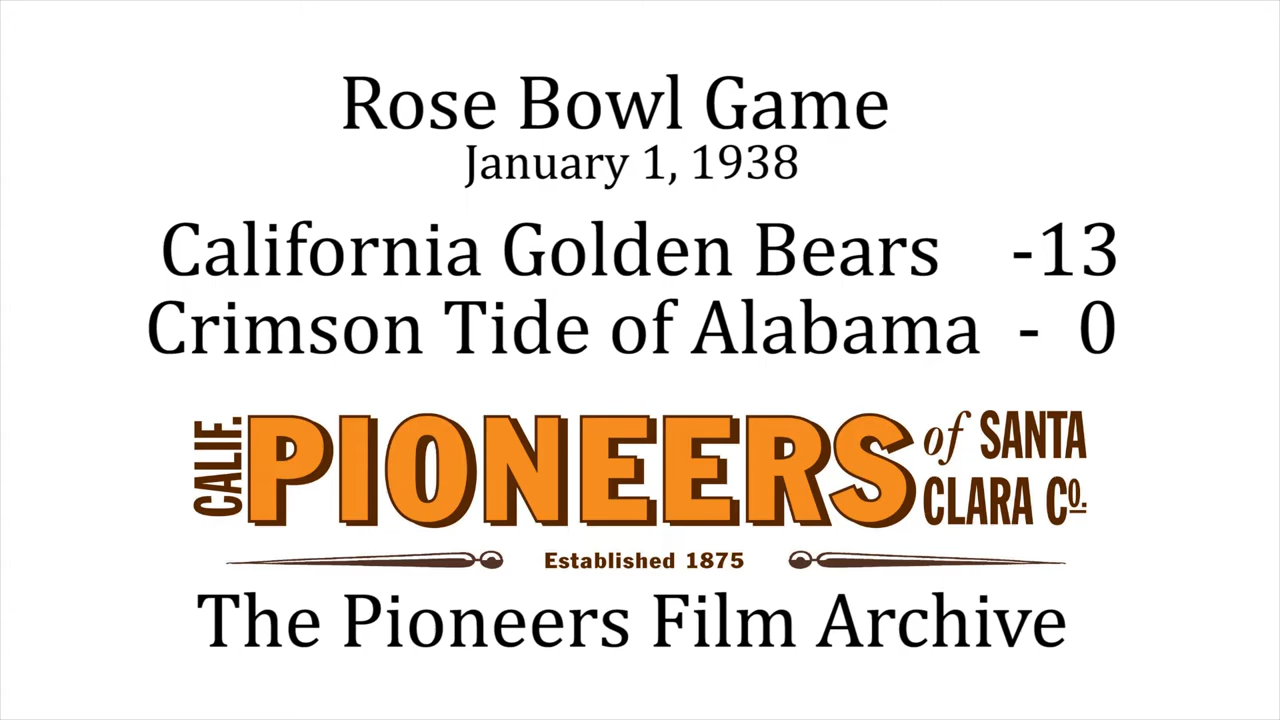 Rose Bowl Game
January 1, 1938
California Golden Bears -13
Crimson Tide of Alabama - 0
CALIF. PIONEERS of SANTA
CLARA Co.
Established 1875
The Pioneers Film Archive